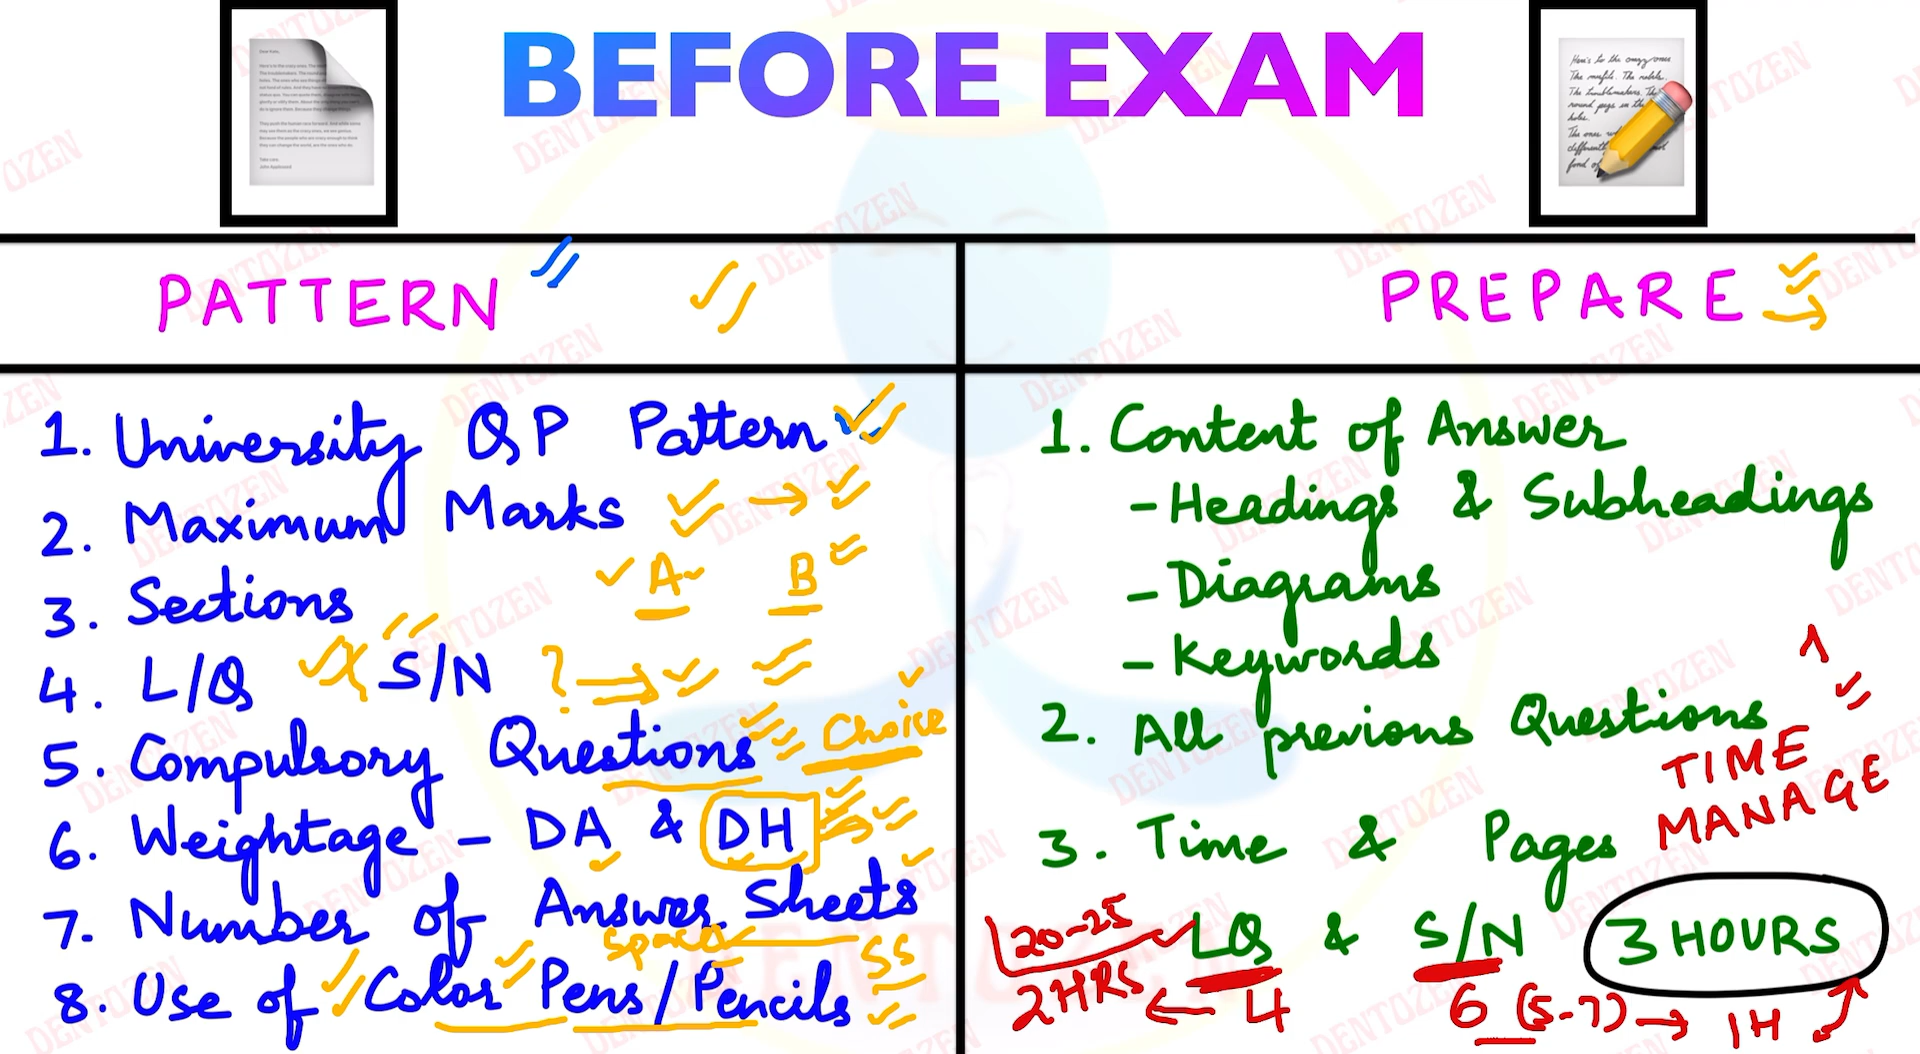 BEFORE EXAM
PATTERN
PREPARE
1. University QP Pattern
2. Maximum Marks
3. Sections A B
4. L/Q S/N ?
5. Compulsory Questions Choice
6. Weightage - DA & DH
7. Number of Answer Sheets
space SS
8. Use of Color Pens/Pencils
1. Content of Answer
- Headings & Subheadings
- Diagrams
- Keywords
2. All previous Questions
TIME
MANAGE
3. Time & Pages
20-25 LQ & S/N 3 HOURS
2HRS ← 4 6 (5-7) → 1H
DENTOZEN